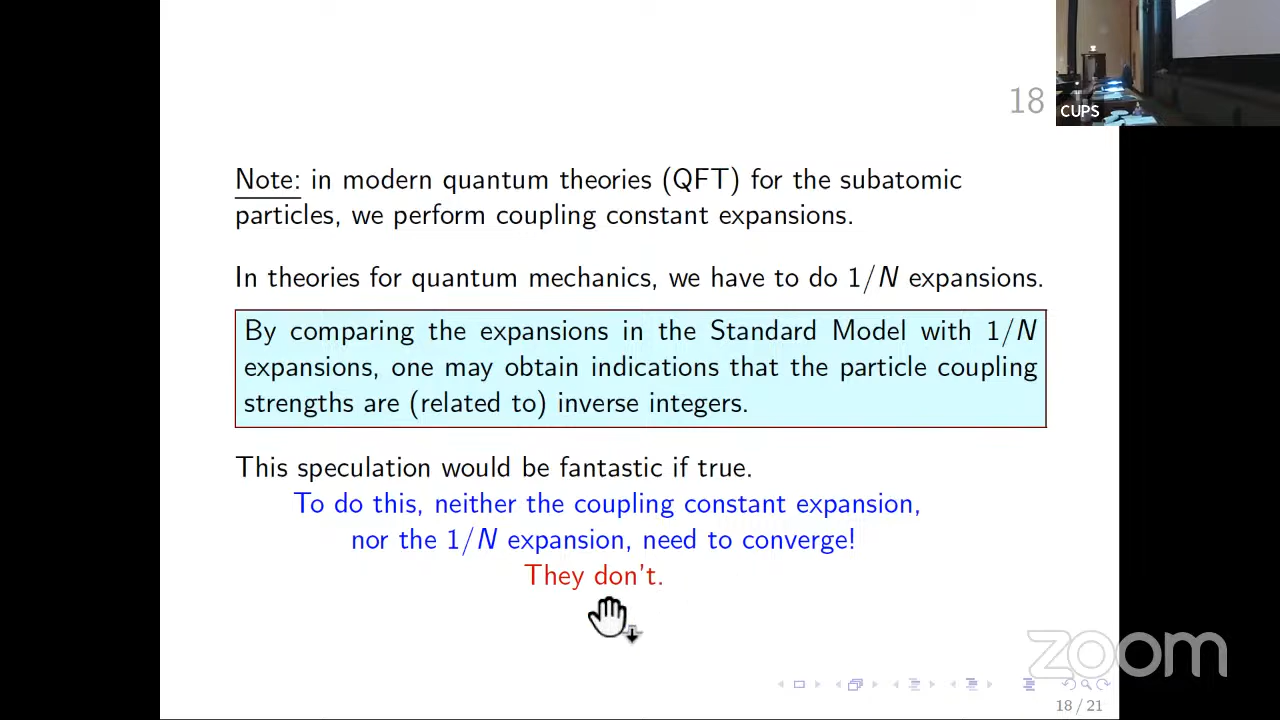 18
CUPS
Note: in modern quantum theories (QFT) for the subatomic
particles, we perform coupling constant expansions.
In theories for quantum mechanics, we have to do 1/N expansions.
By comparing the expansions in the Standard Model with 1/N
expansions, one may obtain indications that the particle coupling
strengths are (related to) inverse integers.
This speculation would be fantastic if true.
To do this, neither the coupling constant expansion,
nor the 1/N expansion, need to converge!
They don't.
zoom
18 / 21